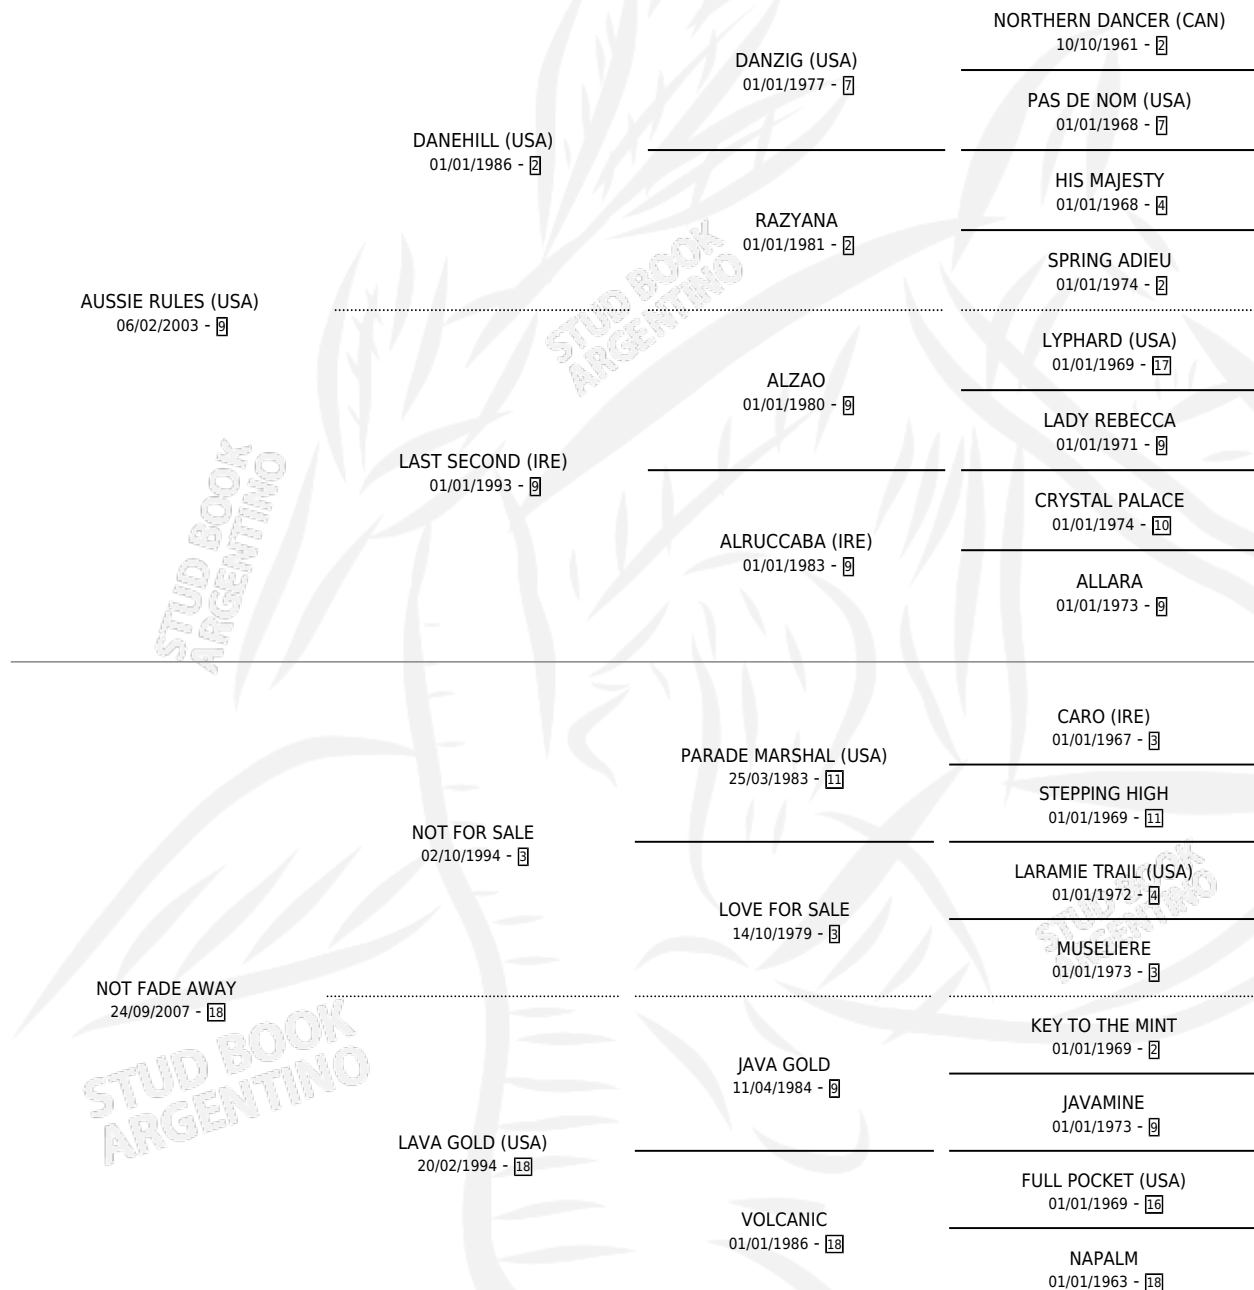 NORTHERN DANCER (CAN)
10/10/1961 - 2
DANZIG (USA)
01/01/1977 - 7
PAS DE NOM (USA)
01/01/1968 - 7
DANEHILL (USA)
01/01/1986 - 2
HIS MAJESTY
01/01/1968 - 4
RAZYANA
01/01/1981 - 2
SPRING ADIEU
01/01/1974 - 2
AUSSIE RULES (USA)
06/02/2003 - 9
LYPHARD (USA)
01/01/1969 - 17
ALZAO
01/01/1980 - 9
LADY REBECCA
01/01/1971 - 9
LAST SECOND (IRE)
01/01/1993 - 9
CRYSTAL PALACE
01/01/1974 - 10
ALRUCCABA (IRE)
01/01/1983 - 9
ALLARA
01/01/1973 - 9
CARO (IRE)
01/01/1967 - 3
PARADE MARSHAL (USA)
25/03/1983 - 11
STEPPING HIGH
01/01/1969 - 11
NOT FOR SALE
02/10/1994 - 3
LARAMIE TRAIL (USA)
01/01/1972 - 4
LOVE FOR SALE
14/10/1979 - 3
MUSELIERE
01/01/1973 - 3
NOT FADE AWAY
24/09/2007 - 18
KEY TO THE MINT
01/01/1969 - 2
JAVA GOLD
11/04/1984 - 9
JAVAMINE
01/01/1973 - 9
LAVA GOLD (USA)
20/02/1994 - 18
FULL POCKET (USA)
01/01/1969 - 16
VOLCANIC
01/01/1986 - 18
NAPALM
01/01/1963 - 18
STUD BOOK
ARGENTINO
STUD BOOK
ARGENTINO
STUD BOOK
ARGENTINO
STUD BOOK
ARGENTINO